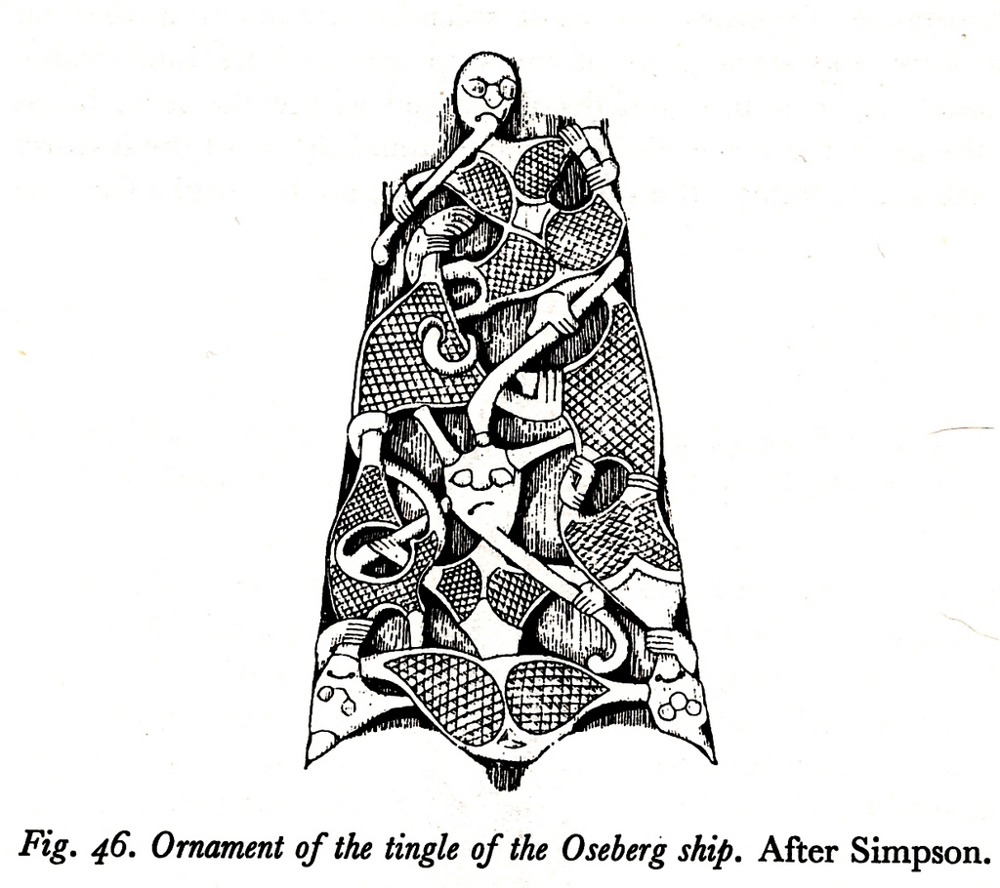 Fig. 46. Ornament of the tingle of the Oseberg ship. After Simpson.